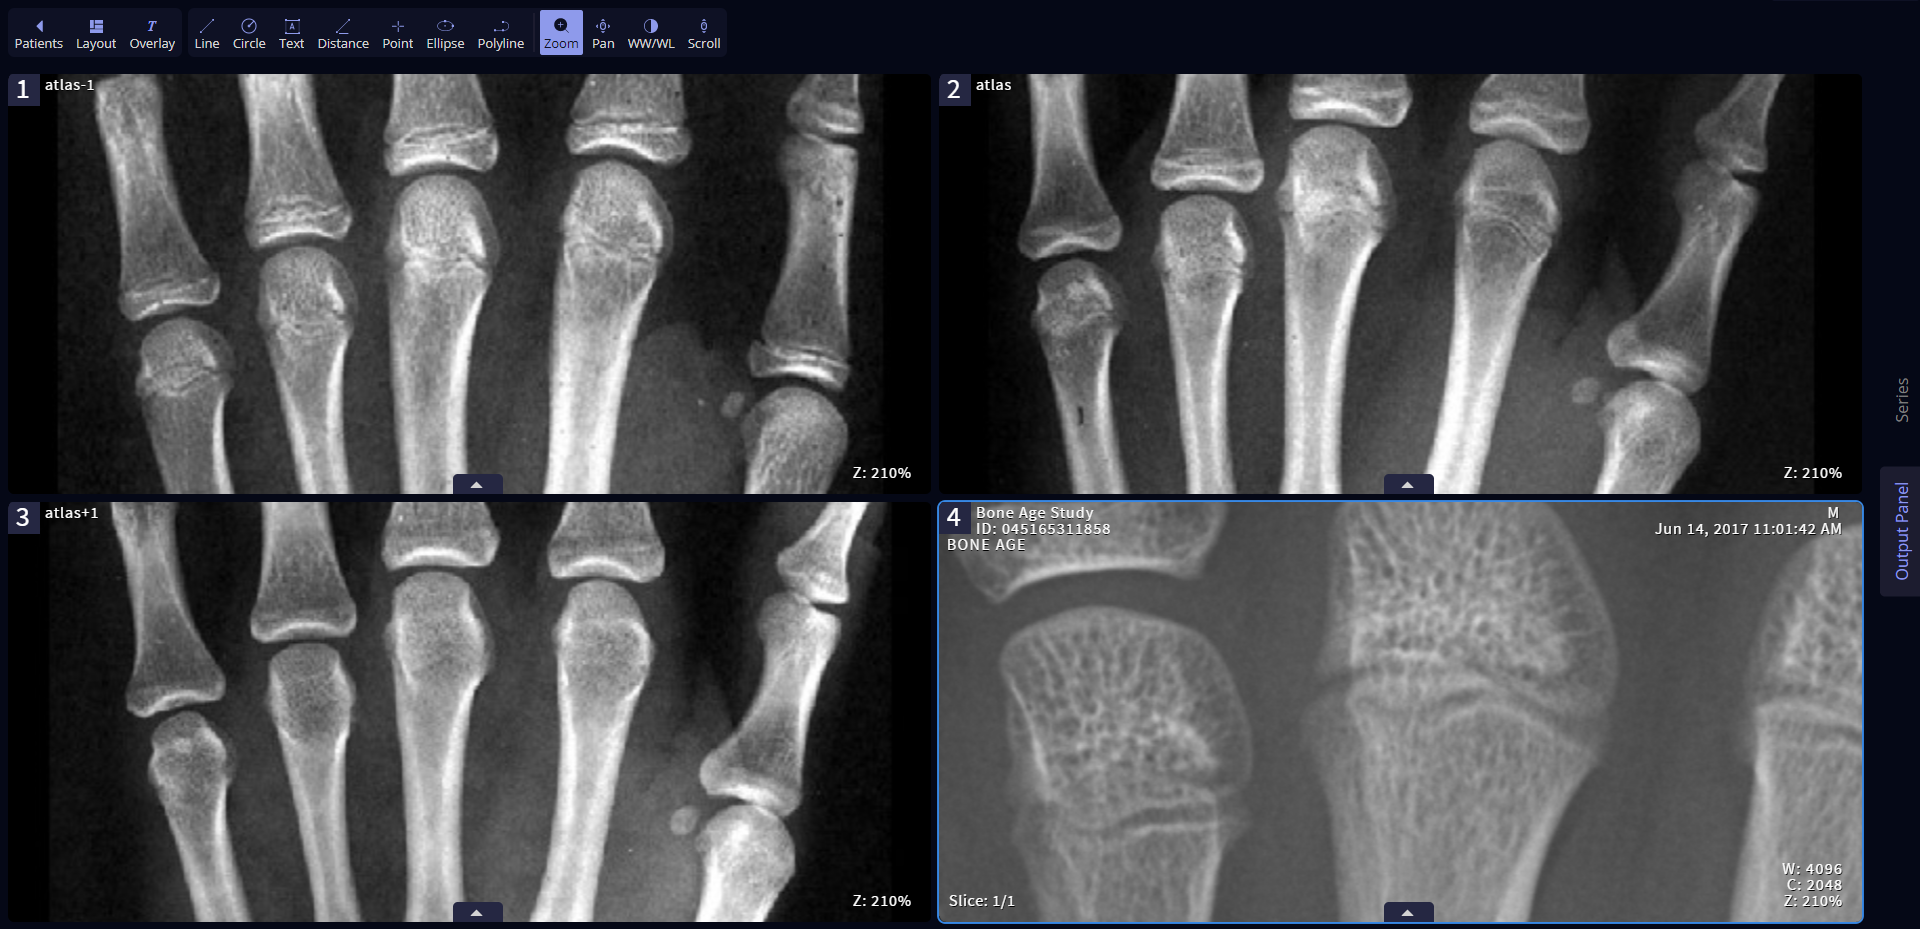 Patients Layout Overlay Line Circle Text Distance Point Ellipse Polyline Zoom Pan WW/WL Scroll
1 atlas-1
Z: 210%
2 atlas
Z: 210%
3 atlas+1
Z: 210%
4 Bone Age Study
ID: 045165311858
BONE AGE
M
Jun 14, 2017 11:01:42 AM
Slice: 1/1
W: 4096
C: 2048
Z: 210%
Series
Output Panel